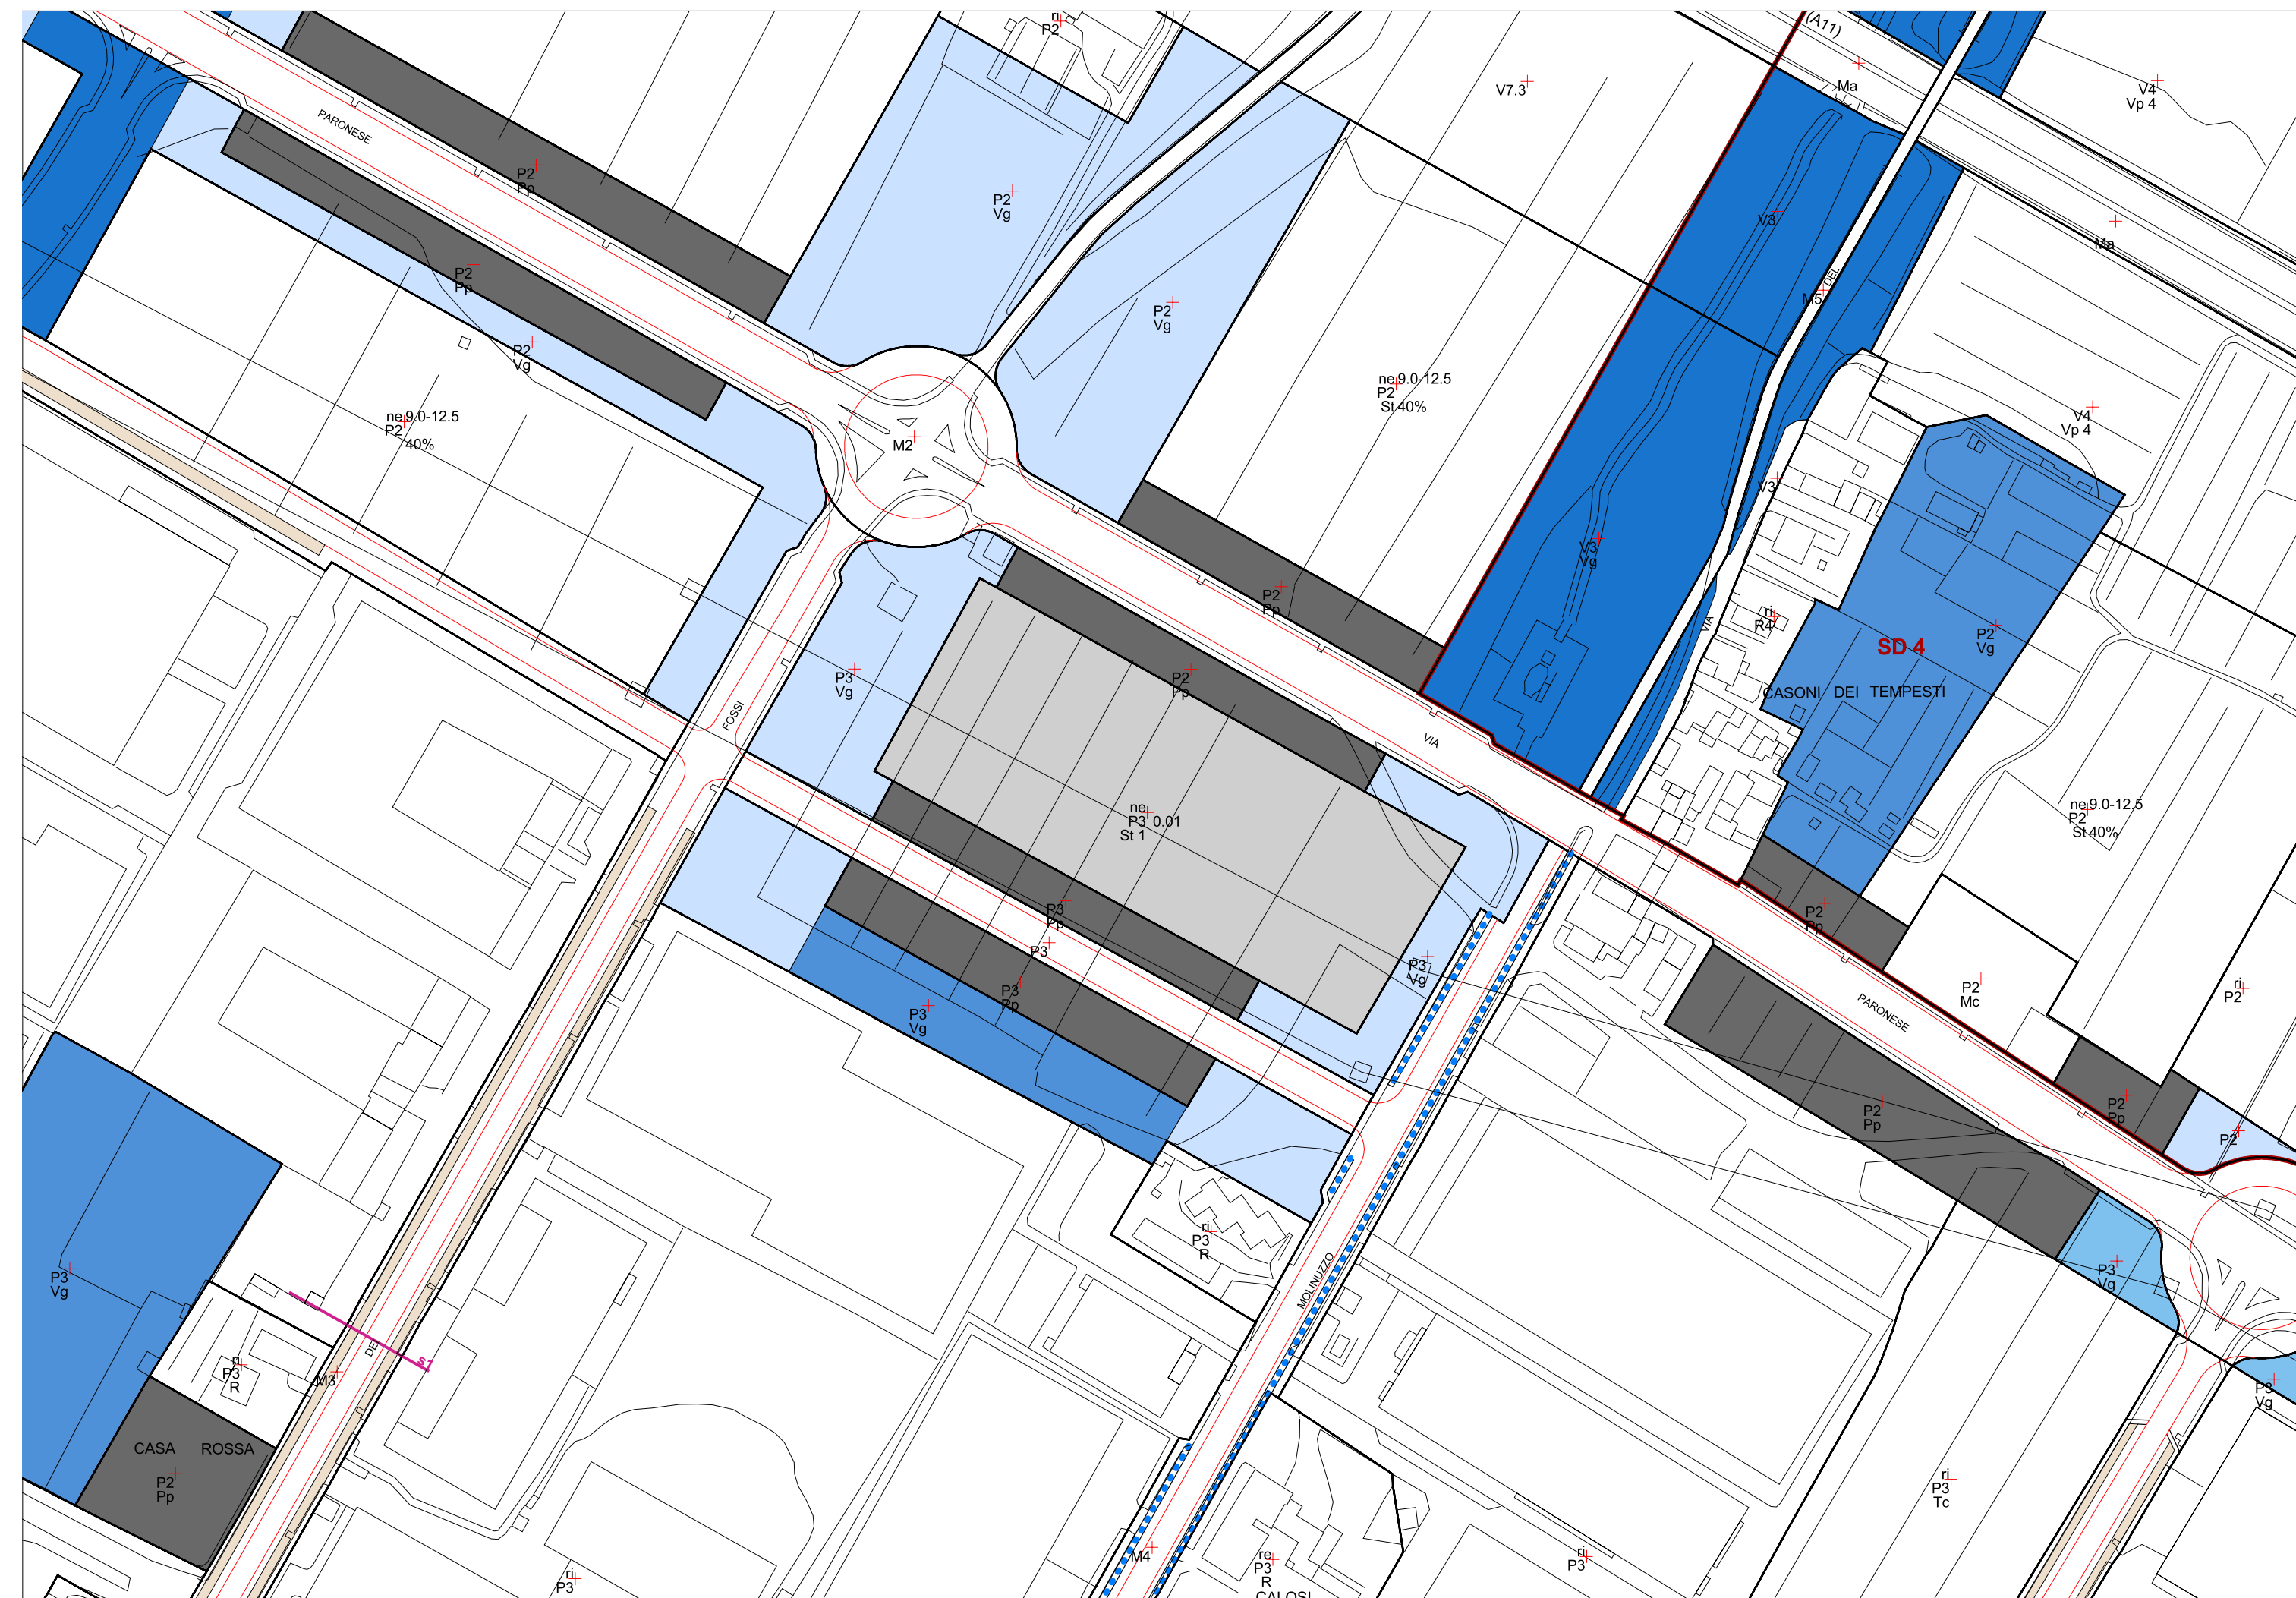 ri
P2
(A11)
Ma
V4
Vp 4
V7.3
PARONESE
P2
Pp
P2
Vg
V3
Ma
P2
Pp
DEL
M5
P2
Vg
P2
Vg
ne 9.0-12.5
P2
St 40%
ne 9.0-12.5
P2
40%
V4
Vp 4
M2
V3
V3
Vg
P2
Pp
ri
R4
VIA
P2
Vg
SD 4
P3
Vg
P2
Pp
CASONI DEI TEMPESTI
FOSSI
VIA
ne
P3 0.01
St 1
ne 9.0-12.5
P2
St 40%
P3
Pp
P2
Pp
P3
P3
Vg
P3
Pp
P2
Mc
ri
P2
PARONESE
P3
Vg
P2
Pp
P2
Pp
P2
ri
P3
R
P3
Vg
P3
Vg
MOLINUZZO
DEI
S1
ri
P3
R
M3
P3
Vg
CASA ROSSA
P2
Pp
ri
P3
Tc
M4
re
P3
R
CALOSI
ri
P3
ri
P3